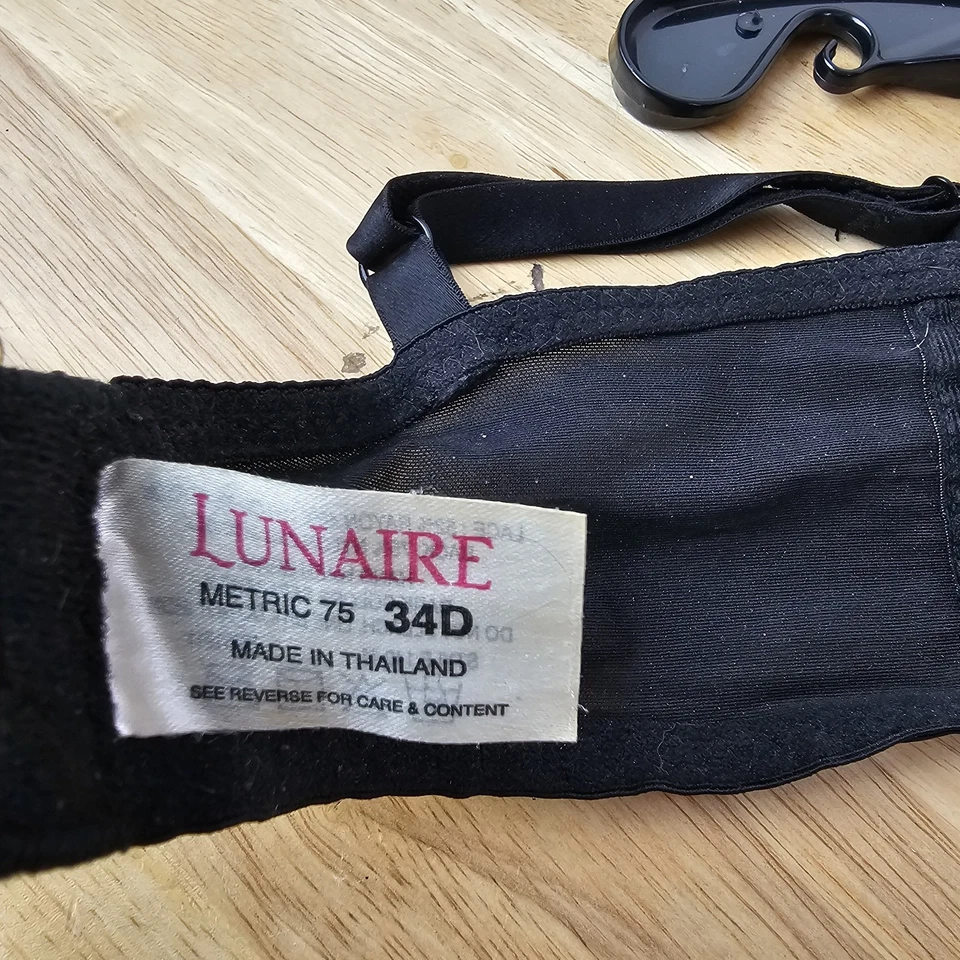 LUNAIRE
METRIC 75 34D
MADE IN THAILAND
SEE REVERSE FOR CARE & CONTENT